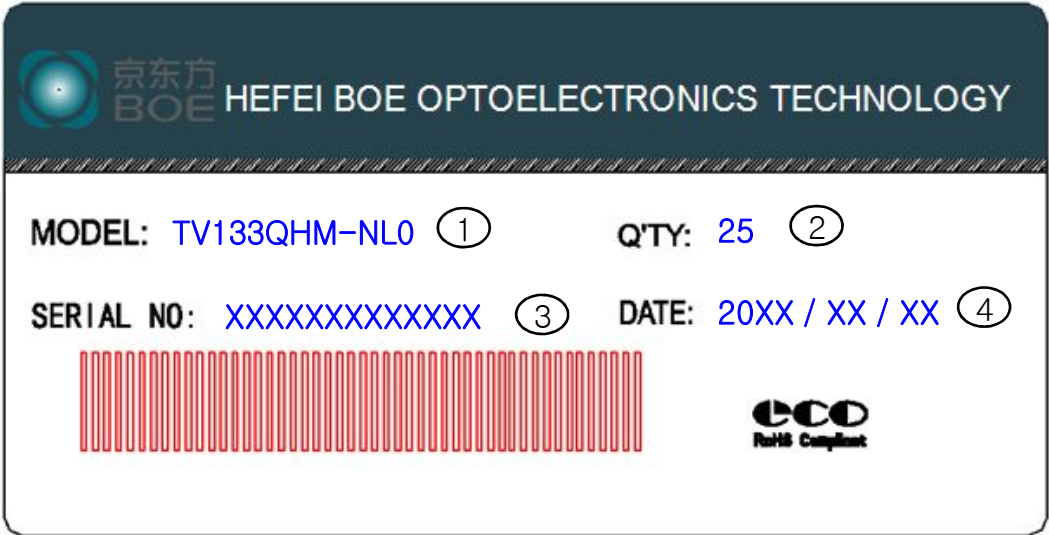 京东方
BOE HEFEI BOE OPTOELECTRONICS TECHNOLOGY
MODEL: TV133QHM-NL0 ①
Q'TY: 25 ②
SERIAL NO: XXXXXXXXXXXXX ③
DATE: 20XX / XX / XX ④
eco
RoHS Compliant